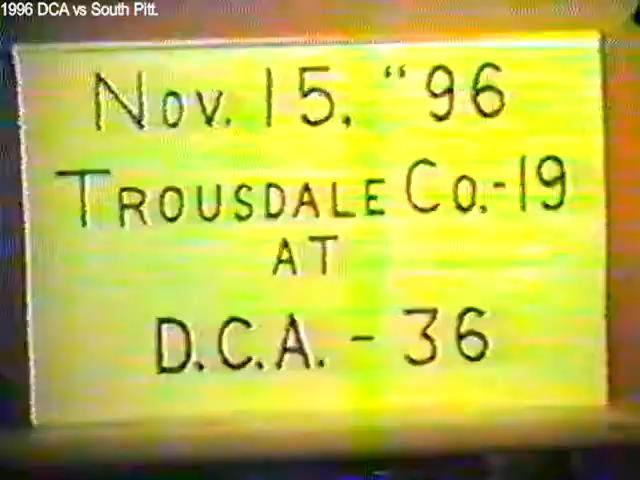 1996 DCA vs South Pitt.
Nov. 15, "96
TROUSDALE Co.-19
AT
D.C.A. - 36